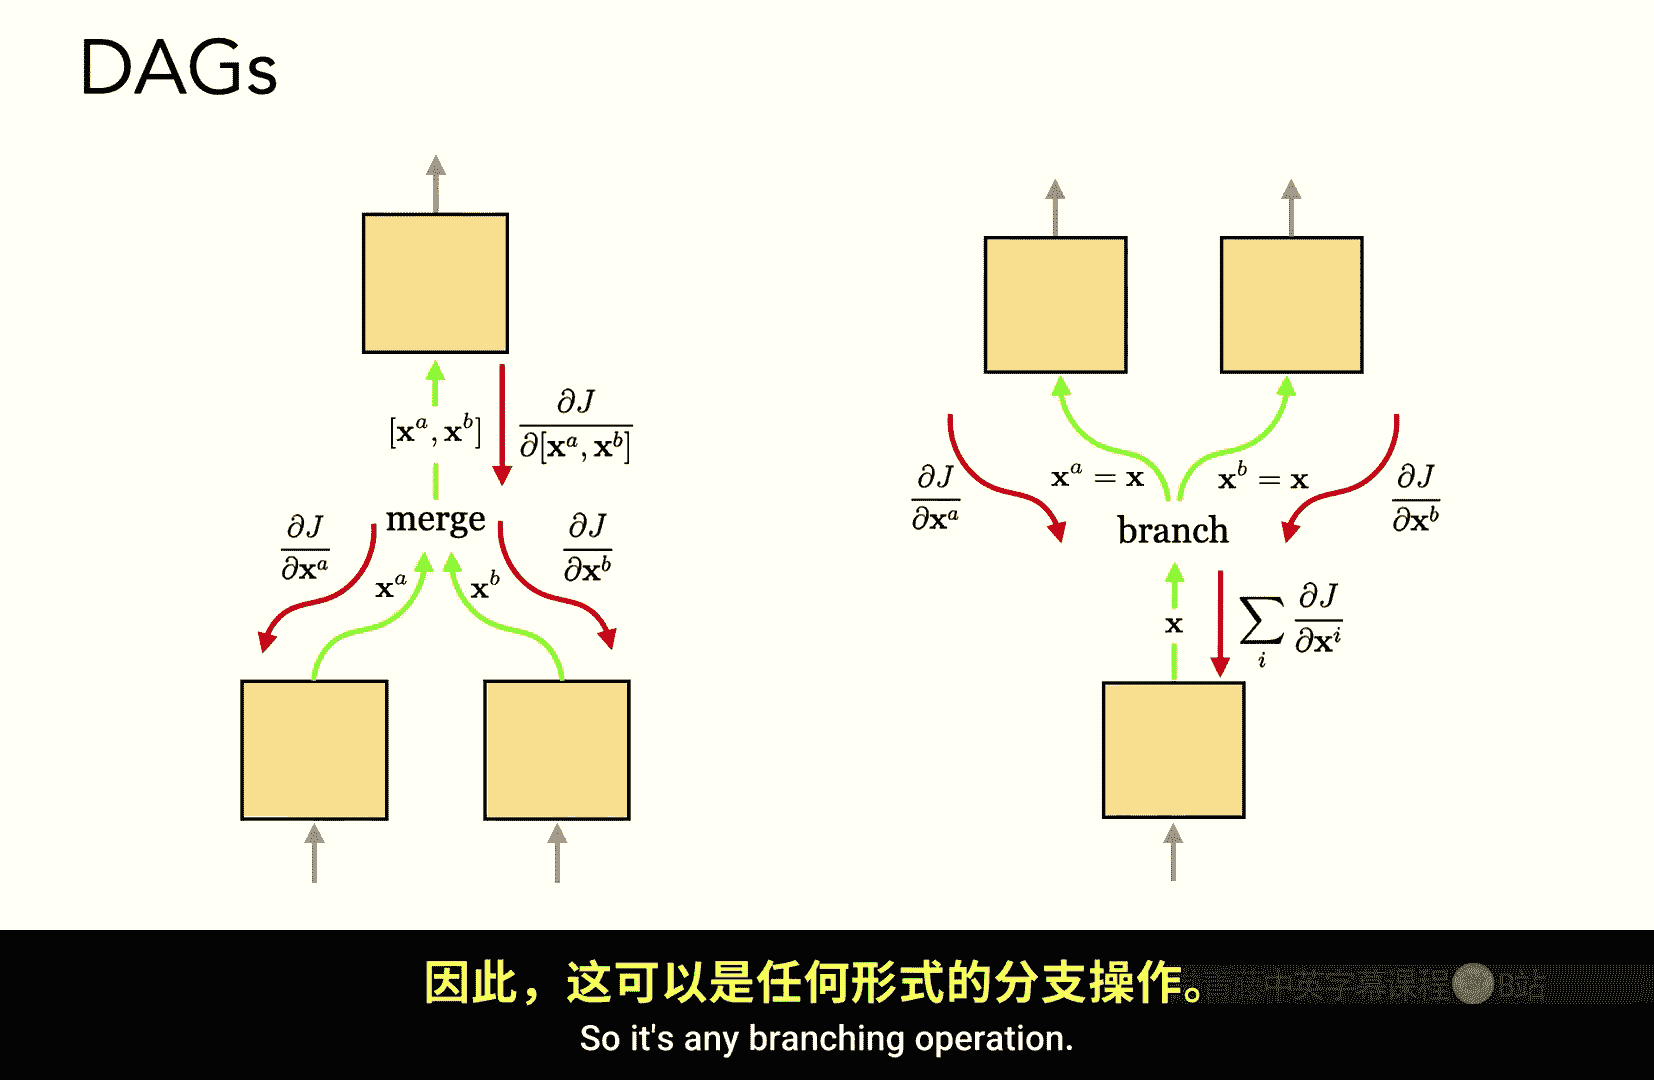 DAGs
[xᵃ, xᵇ]
∂J
∂[xᵃ, xᵇ]
merge
∂J
∂xᵃ
∂J
∂xᵇ
xᵃ
xᵇ
∂J
∂xᵃ
xᵃ = x
xᵇ = x
∂J
∂xᵇ
branch
x
∑ᵢ ∂J
∂xⁱ
因此，这可以是任何形式的分支操作。
So it's any branching operation.